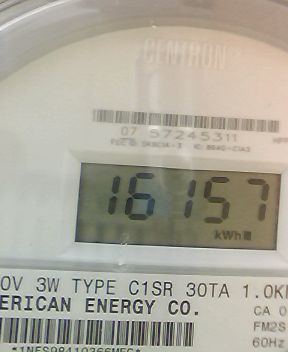 CENTRON
07 57245311
16157
kWh
0V 3W TYPE C1SR 30TA 1.0K
ERICAN ENERGY CO.
CA 0
FM2S
60Hz